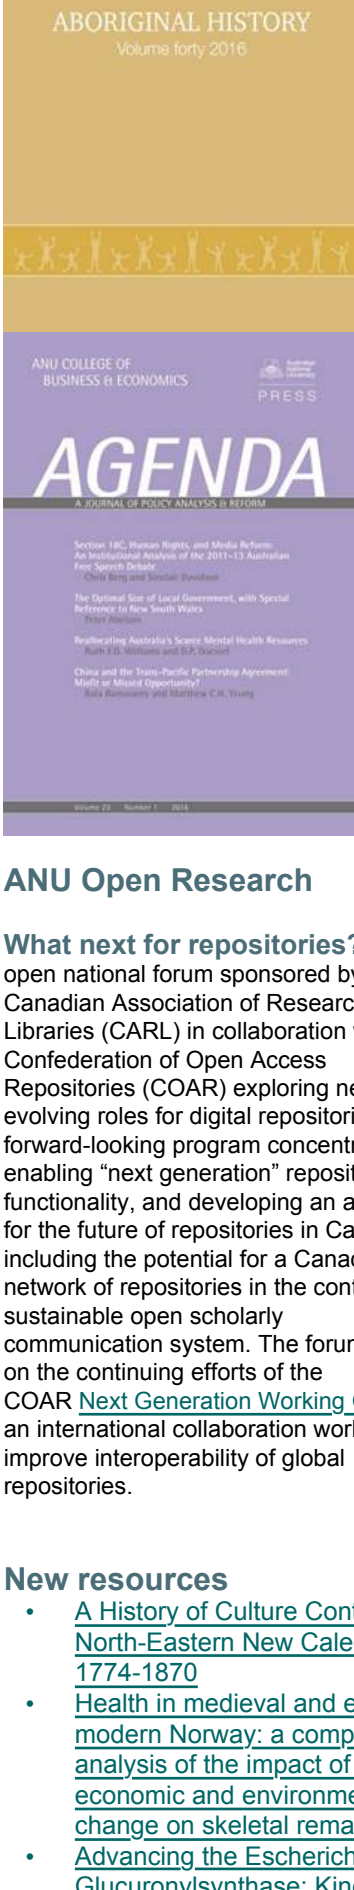 ABORIGINAL HISTORY
Volume forty 2016
ANU COLLEGE OF
BUSINESS & ECONOMICS
Australian
National
University
PRESS
AGENDA
A JOURNAL OF POLICY ANALYSIS & REFORM
Section 18C, Human Rights, and Media Reform:
An Institutional Analysis of the 2011–13 Australian
Free Speech Debate
Chris Berg and Sinclair Davidson
The Optimal Size of Local Government, with Special
Reference to New South Wales
Peter Abelson
Reallocating Australia's Scarce Mental Health Resources
Ruth F.G. Williams and D.P. Doessel
China and the Trans-Pacific Partnership Agreement:
Misfit or Missed Opportunity?
Bala Ramasamy and Matthew C.H. Yeung
Volume 23 Number 1 2016
ANU Open Research
What next for repositories?
open national forum sponsored by
Canadian Association of Researc
Libraries (CARL) in collaboration
Confederation of Open Access
Repositories (COAR) exploring ne
evolving roles for digital repositori
forward-looking program concentr
enabling “next generation” reposit
functionality, and developing an a
for the future of repositories in Ca
including the potential for a Canad
network of repositories in the cont
sustainable open scholarly
communication system. The forum
on the continuing efforts of the
COAR Next Generation Working
an international collaboration work
improve interoperability of global
repositories.
New resources
• A History of Culture Cont
North-Eastern New Cale
1774-1870
• Health in medieval and e
modern Norway: a comp
analysis of the impact of
economic and environme
change on skeletal rema
• Advancing the Escherich
Glucuronylsynthase: Kine